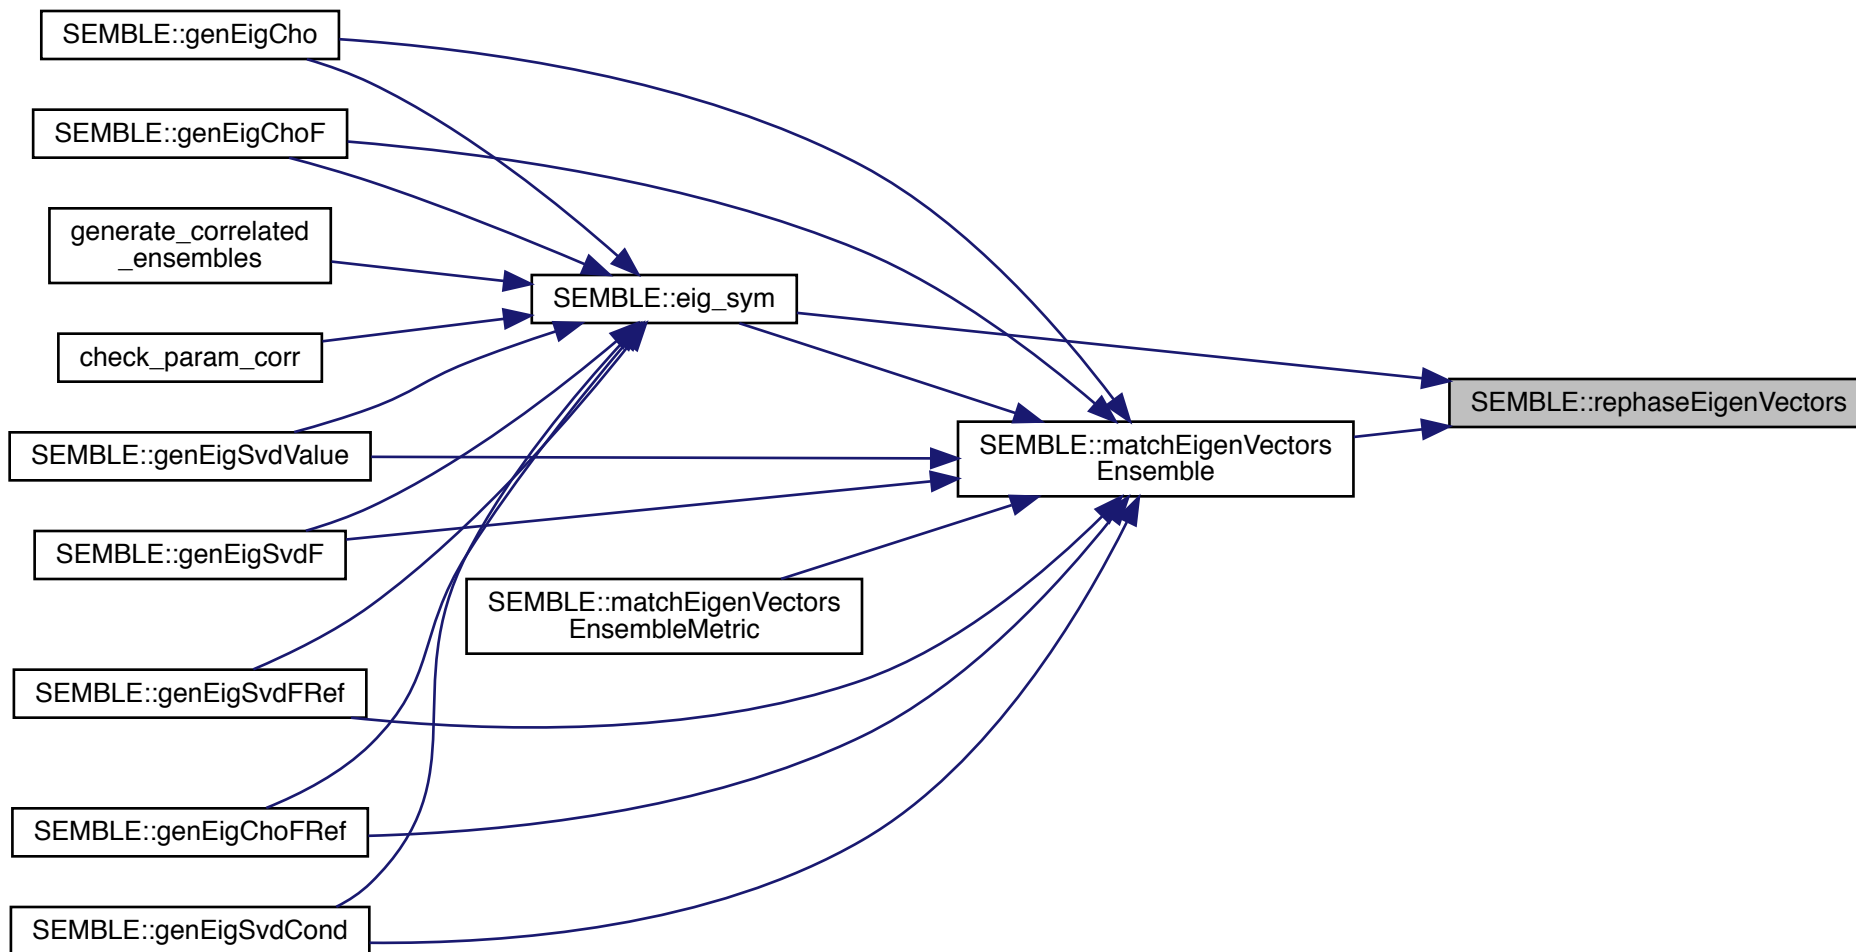 SEMBLE::genEigCho
SEMBLE::genEigChoF
generate_correlated
_ensembles
SEMBLE::eig_sym
check_param_corr
SEMBLE::rephaseEigenVectors
SEMBLE::matchEigenVectors
Ensemble
SEMBLE::genEigSvdValue
SEMBLE::genEigSvdF
SEMBLE::matchEigenVectors
EnsembleMetric
SEMBLE::genEigSvdFRef
SEMBLE::genEigChoFRef
SEMBLE::genEigSvdCond